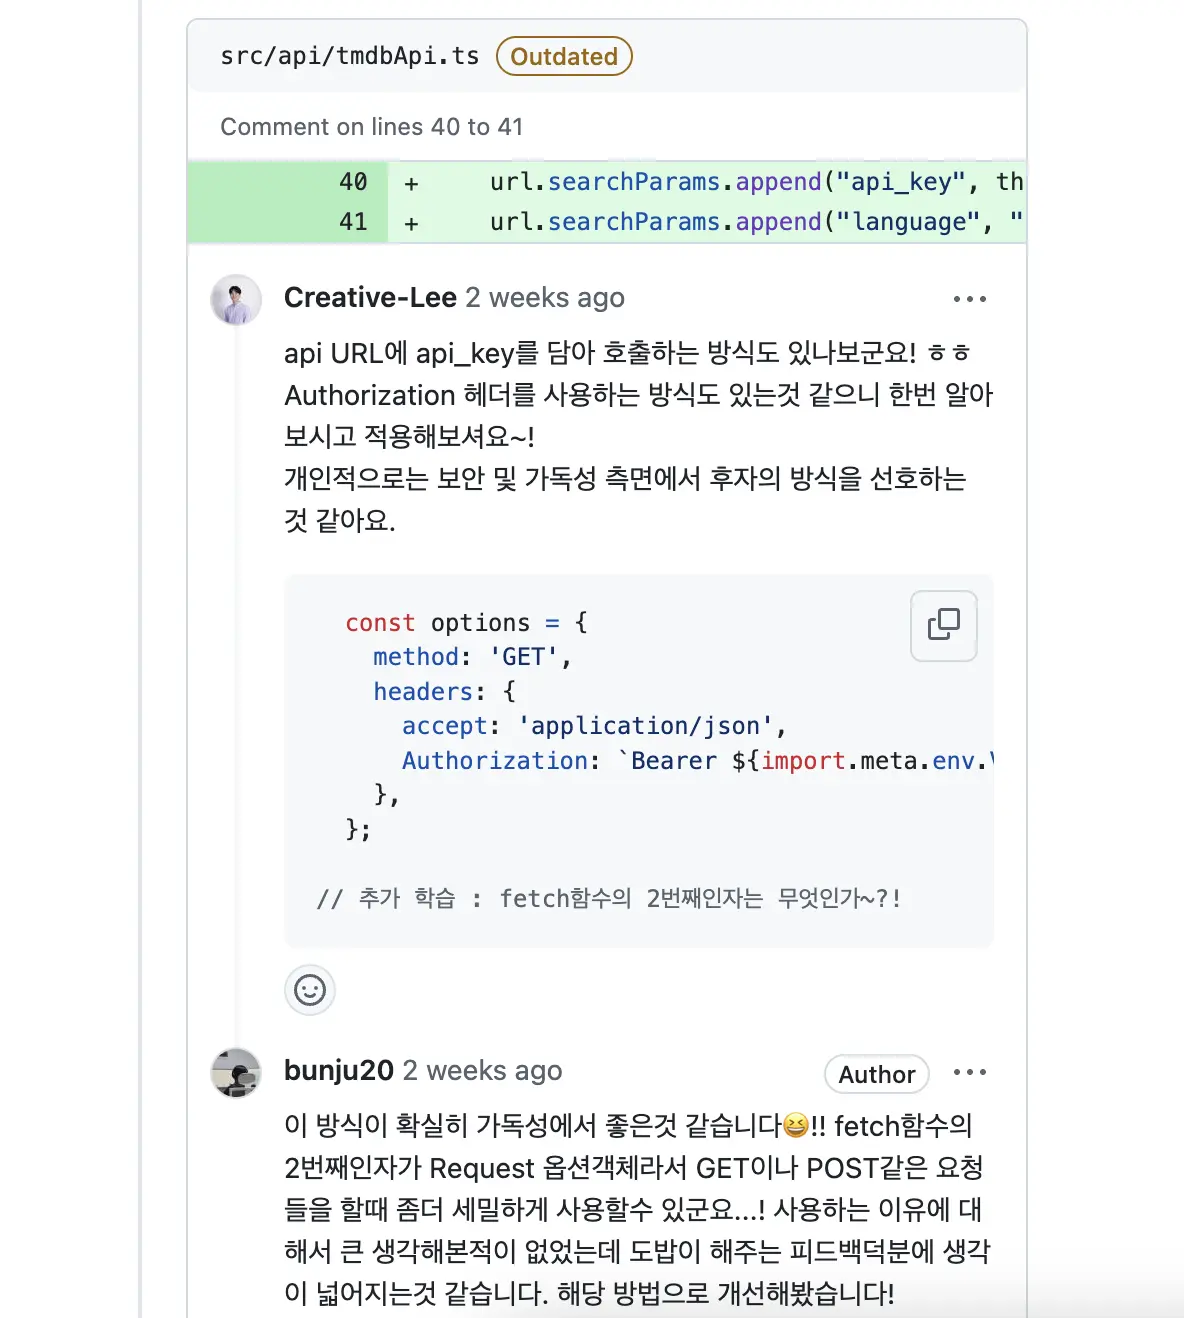 src/api/tmdbApi.ts Outdated
Comment on lines 40 to 41
40 + url.searchParams.append("api_key", th
41 + url.searchParams.append("language", "
Creative-Lee 2 weeks ago
api URL에 api_key를 담아 호출하는 방식도 있나보군요! ㅎㅎ
Authorization 헤더를 사용하는 방식도 있는것 같으니 한번 알아
보시고 적용해보셔요~!
개인적으로는 보안 및 가독성 측면에서 후자의 방식을 선호하는
것 같아요.
const options = {
method: 'GET',
headers: {
accept: 'application/json',
Authorization: `Bearer ${import.meta.env.
},
};
// 추가 학습 : fetch함수의 2번째인자는 무엇인가~?!
bunju20 2 weeks ago Author
이 방식이 확실히 가독성에서 좋은것 같습니다😆!! fetch함수의
2번째인자가 Request 옵션객체라서 GET이나 POST같은 요청
들을 할때 좀더 세밀하게 사용할수 있군요...! 사용하는 이유에 대
해서 큰 생각해본적이 없었는데 도밥이 해주는 피드백덕분에 생각
이 넓어지는것 같습니다. 해당 방법으로 개선해봤습니다!